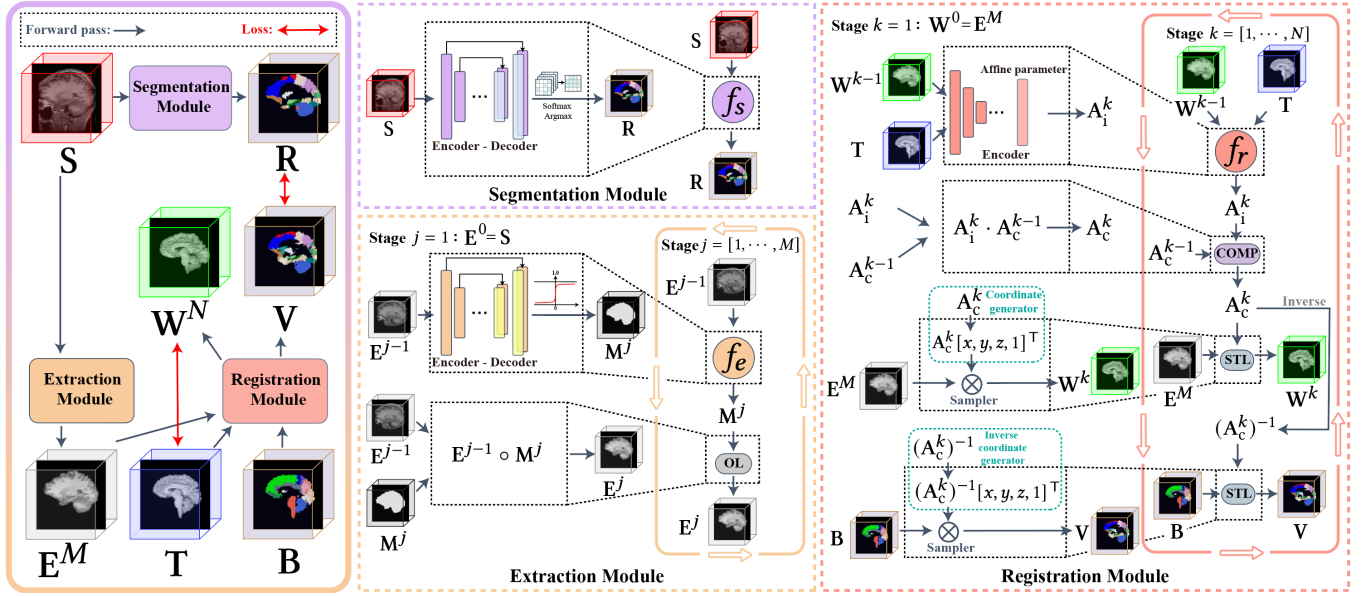 Forward pass:
Loss:
Segmentation
Module
S
R
W^N
V
Extraction
Module
Registration
Module
E^M
T
B
S
Encoder - Decoder
Softmax
Argmax
R
S
f_s
R
Segmentation Module
Stage j = 1 : E^0 = S
Stage j = [1, ⋯ , M]
E^{j-1}
1.0
Encoder - Decoder
M^j
E^{j-1}
f_e
M^j
E^{j-1}
M^j
E^{j-1} ∘ M^j
E^j
OL
E^j
Extraction Module
Stage k = 1 : W^0 = E^M
Stage k = [1, ⋯ , N]
W^{k-1}
T
Affine parameter
Encoder
A_i^k
W^{k-1}
T
f_r
A_i^k
A_i^k
A_c^{k-1}
A_i^k · A_c^{k-1}
A_c^k
A_c^{k-1}
COMP
A_c^k
Inverse
A_c^k
Coordinate
generator
A_c^k[x, y, z, 1]^⊤
E^M
Sampler
W^k
E^M
STL
W^k
(A_c^k)^{-1}
(A_c^k)^{-1}
Inverse
coordinate
generator
(A_c^k)^{-1}[x, y, z, 1]^⊤
B
Sampler
V
B
STL
V
Registration Module